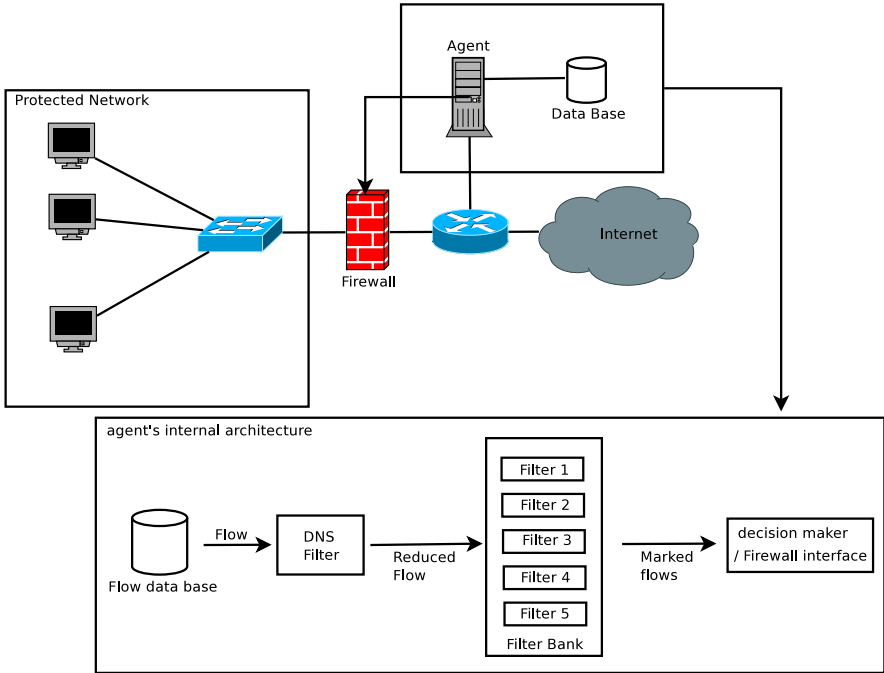 Agent
Data Base
Protected Network
Internet
Firewall
agent's internal architecture
Flow data base
Flow
DNS
Filter
Reduced
Flow
Filter 1
Filter 2
Filter 3
Filter 4
Filter 5
Filter Bank
Marked
flows
decision maker
/ Firewall interface